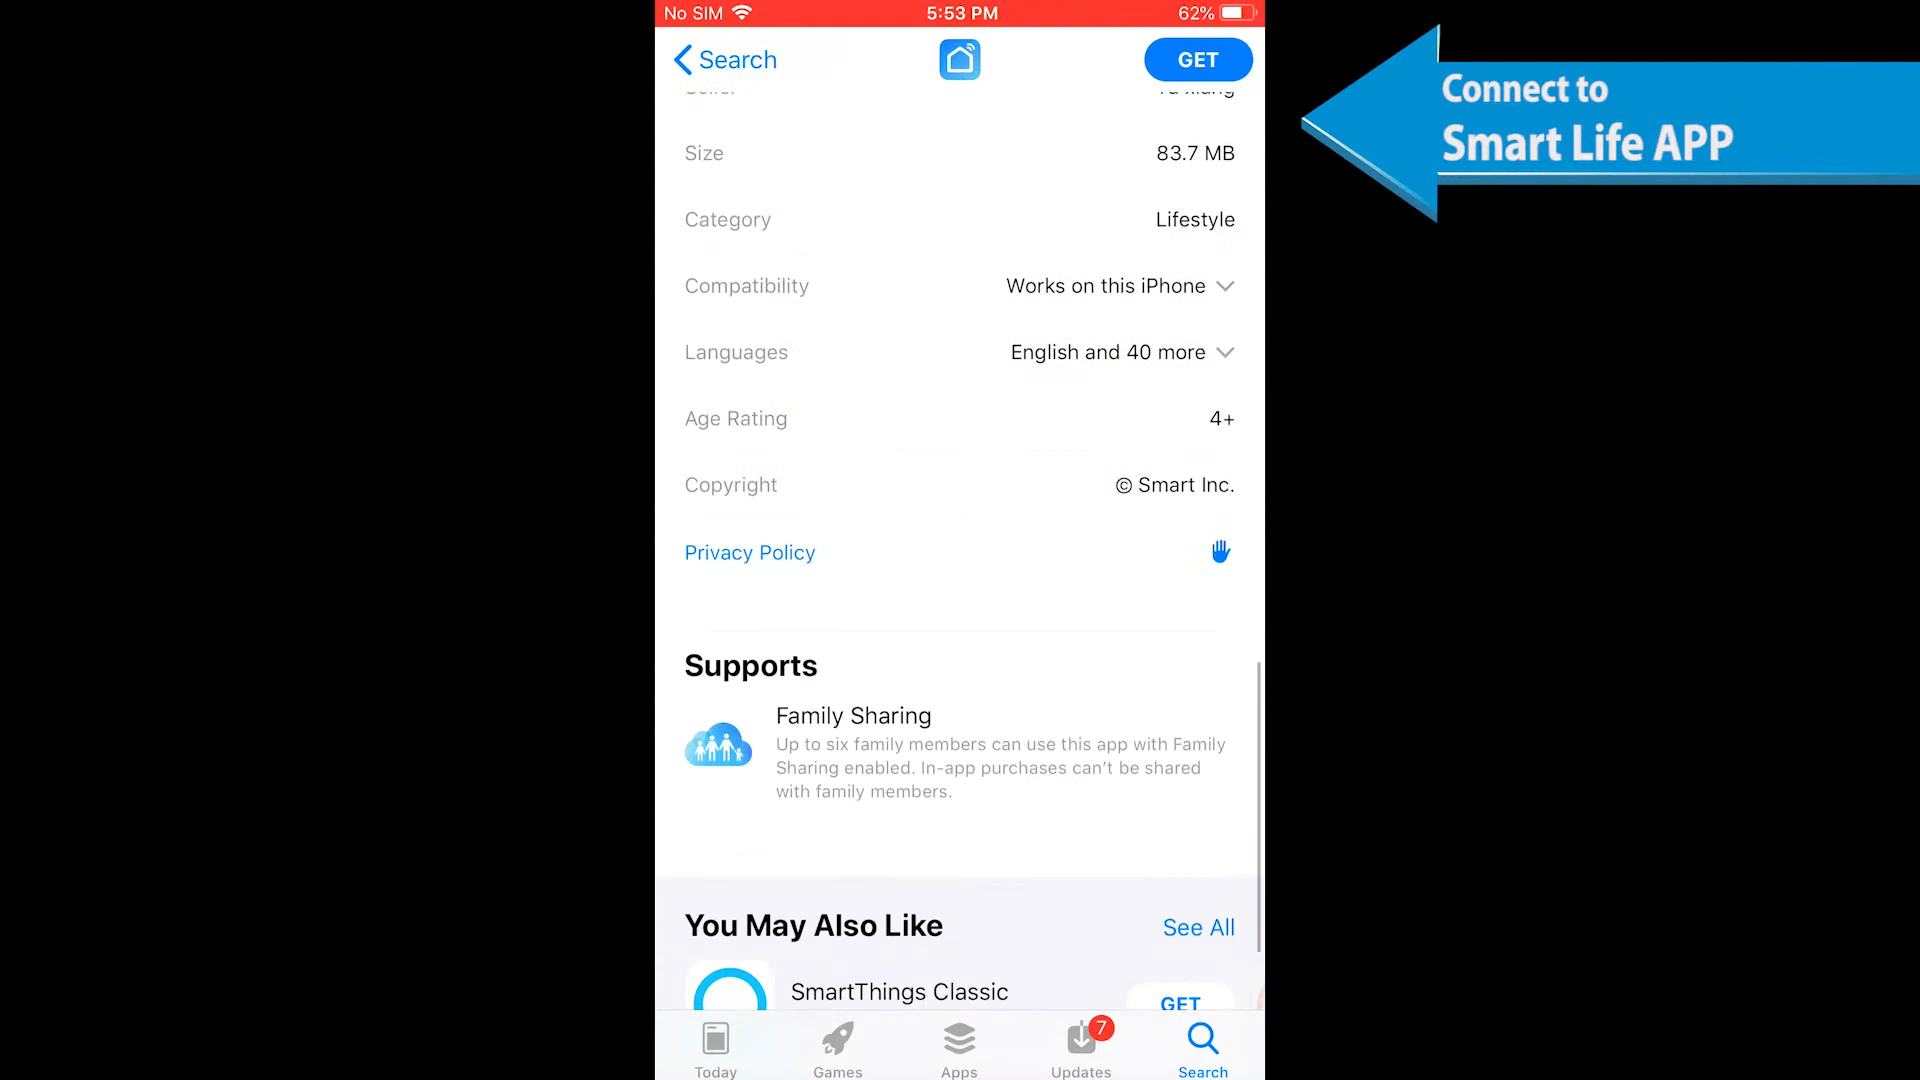 No SIM 5:53 PM 62%
Search GET
Connect to
Smart Life APP
Size 83.7 MB
Category Lifestyle
Compatibility Works on this iPhone
Languages English and 40 more
Age Rating 4+
Copyright © Smart Inc.
Privacy Policy
Supports
Family Sharing
Up to six family members can use this app with Family
Sharing enabled. In-app purchases can’t be shared
with family members.
You May Also Like See All
SmartThings Classic
GET
7
Today Games Apps Updates Search